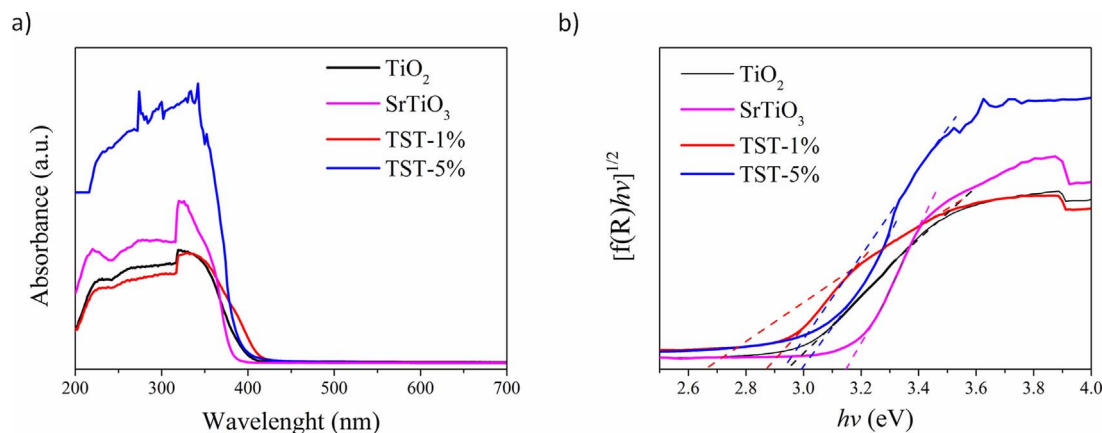 a)
Absorbance (a.u.)
TiO₂
SrTiO₃
TST-1%
TST-5%
200 300 400 500 600 700
Wavelenght (nm)
b)
[f(R)hν]^1/2
TiO₂
SrTiO₃
TST-1%
TST-5%
2.6 2.8 3.0 3.2 3.4 3.6 3.8 4.0
hν (eV)